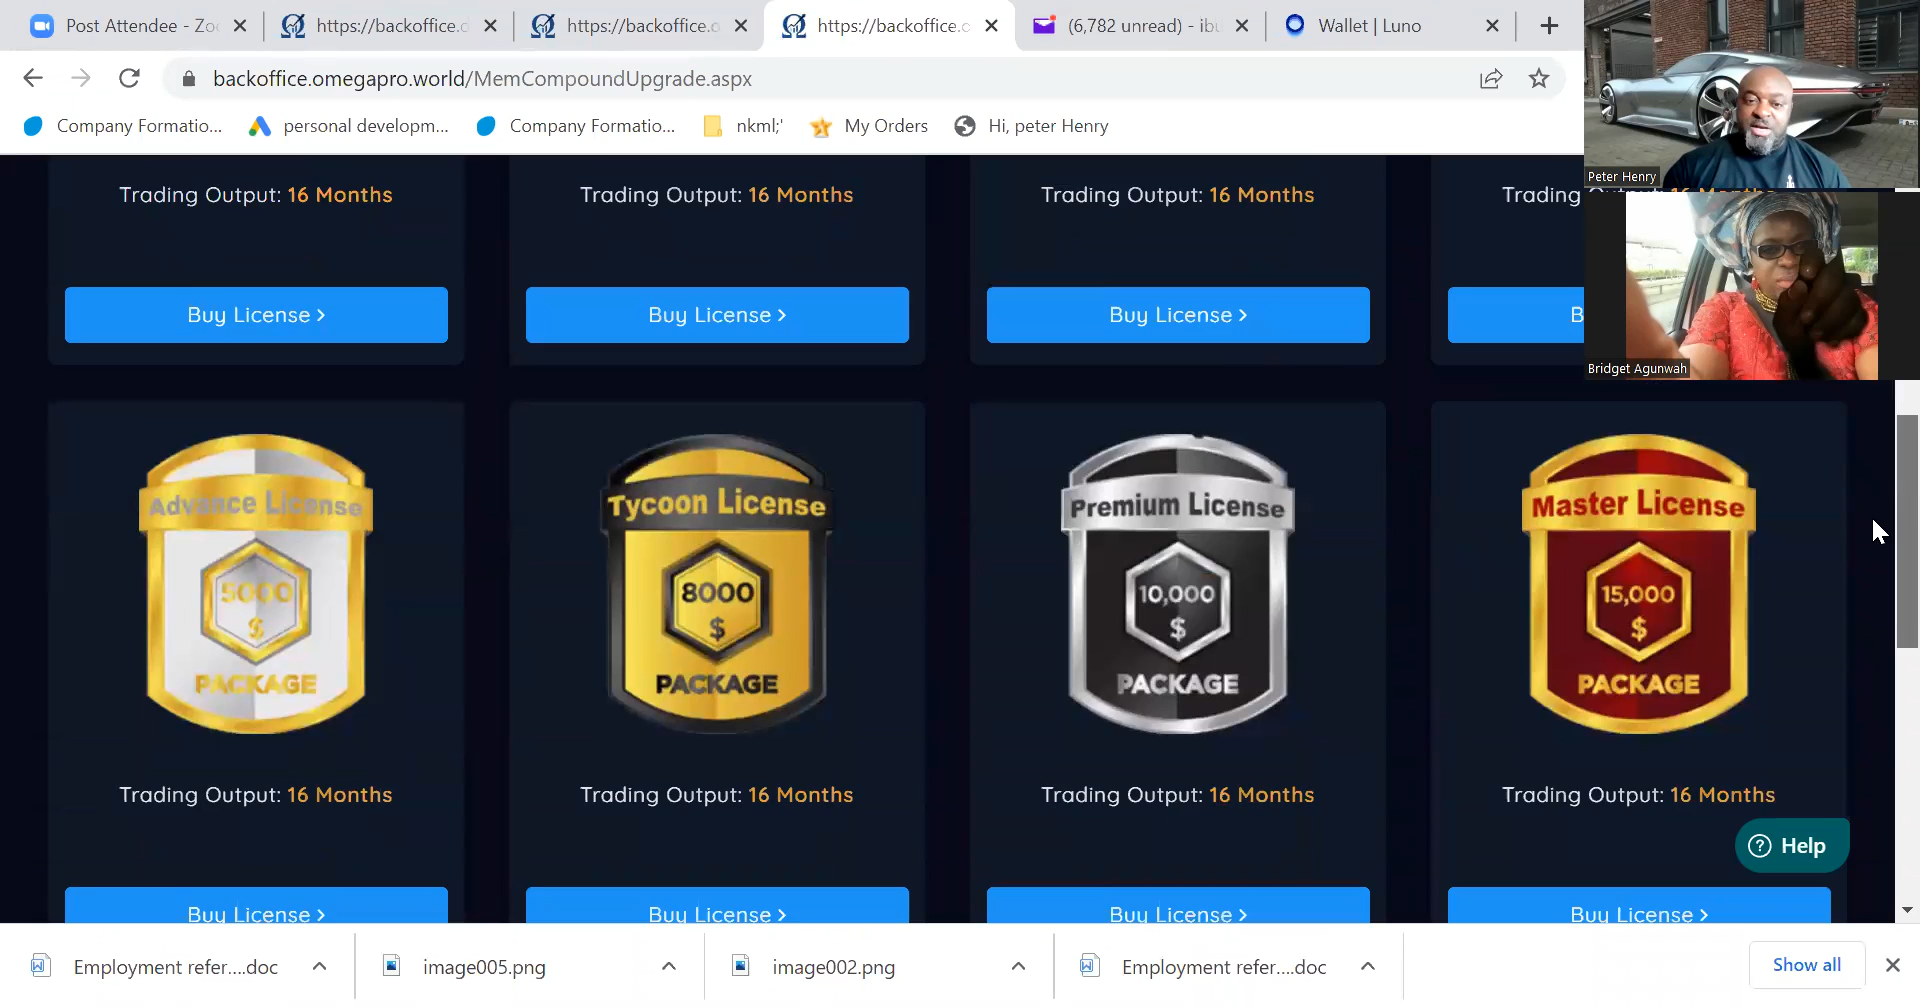 Post Attendee - Zo
https://backoffice.o
https://backoffice.o
https://backoffice.o
(6,782 unread) - ibu
Wallet | Luno
backoffice.omegapro.world/MemCompoundUpgrade.aspx
Company Formatio...
personal developm...
Company Formatio...
nkml;'
My Orders
Hi, peter Henry
Peter Henry
Bridget Agunwah
Trading Output: 16 Months
Trading Output: 16 Months
Trading Output: 16 Months
Trading
Buy License >
Buy License >
Buy License >
B
Advance License
5000
$
PACKAGE
Tycoon License
8000
$
PACKAGE
Premium License
10,000
$
PACKAGE
Master License
15,000
$
PACKAGE
Trading Output: 16 Months
Trading Output: 16 Months
Trading Output: 16 Months
Trading Output: 16 Months
Help
Buy License >
Buy License >
Buy License >
Buy License >
Employment refer....doc
image005.png
image002.png
Employment refer....doc
Show all